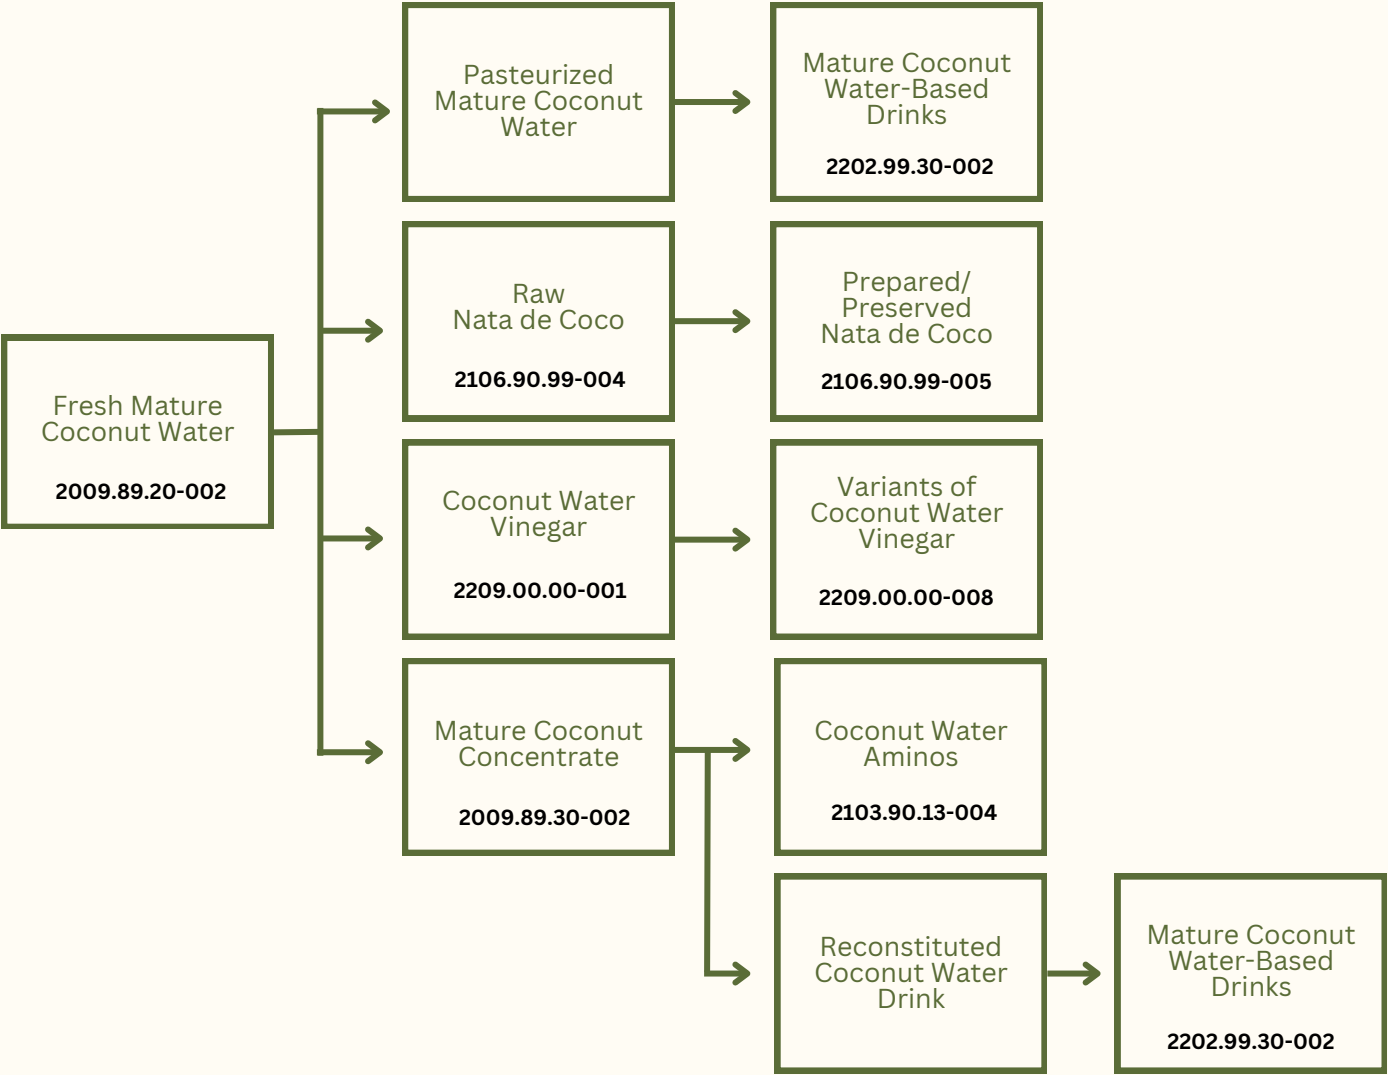 Fresh Mature
Coconut Water
2009.89.20-002
Pasteurized
Mature Coconut
Water
Mature Coconut
Water-Based
Drinks
2202.99.30-002
Raw
Nata de Coco
2106.90.99-004
Prepared/
Preserved
Nata de Coco
2106.90.99-005
Coconut Water
Vinegar
2209.00.00-001
Variants of
Coconut Water
Vinegar
2209.00.00-008
Mature Coconut
Concentrate
2009.89.30-002
Coconut Water
Aminos
2103.90.13-004
Reconstituted
Coconut Water
Drink
Mature Coconut
Water-Based
Drinks
2202.99.30-002